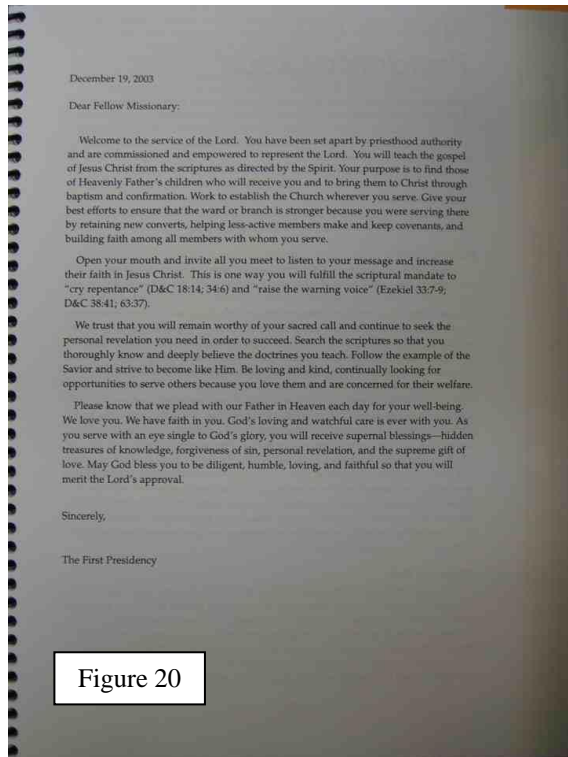 December 19, 2003
Dear Fellow Missionary:
Welcome to the service of the Lord. You have been set apart by priesthood authority
and are commissioned and empowered to represent the Lord. You will teach the gospel
of Jesus Christ from the scriptures as directed by the Spirit. Your purpose is to find those
of Heavenly Father's children who will receive you and to bring them to Christ through
baptism and confirmation. Work to establish the Church wherever you serve. Give your
best efforts to ensure that the ward or branch is stronger because you were serving there
by retaining new converts, helping less-active members make and keep covenants, and
building faith among all members with whom you serve.
Open your mouth and invite all you meet to listen to your message and increase
their faith in Jesus Christ. This is one way you will fulfill the scriptural mandate to
"cry repentance" (D&C 18:14; 34:6) and "raise the warning voice" (Ezekiel 33:7-9;
D&C 38:41; 63:37).
We trust that you will remain worthy of your sacred call and continue to seek the
personal revelation you need in order to succeed. Search the scriptures so that you
thoroughly know and deeply believe the doctrines you teach. Follow the example of the
Savior and strive to become like Him. Be loving and kind, continually looking for
opportunities to serve others because you love them and are concerned for their welfare.
Please know that we plead with our Father in Heaven each day for your well-being.
We love you. We have faith in you. God's loving and watchful care is ever with you. As
you serve with an eye single to God's glory, you will receive supernal blessings—hidden
treasures of knowledge, forgiveness of sin, personal revelation, and the supreme gift of
love. May God bless you to be diligent, humble, loving, and faithful so that you will
merit the Lord's approval.
Sincerely,
The First Presidency
Figure 20